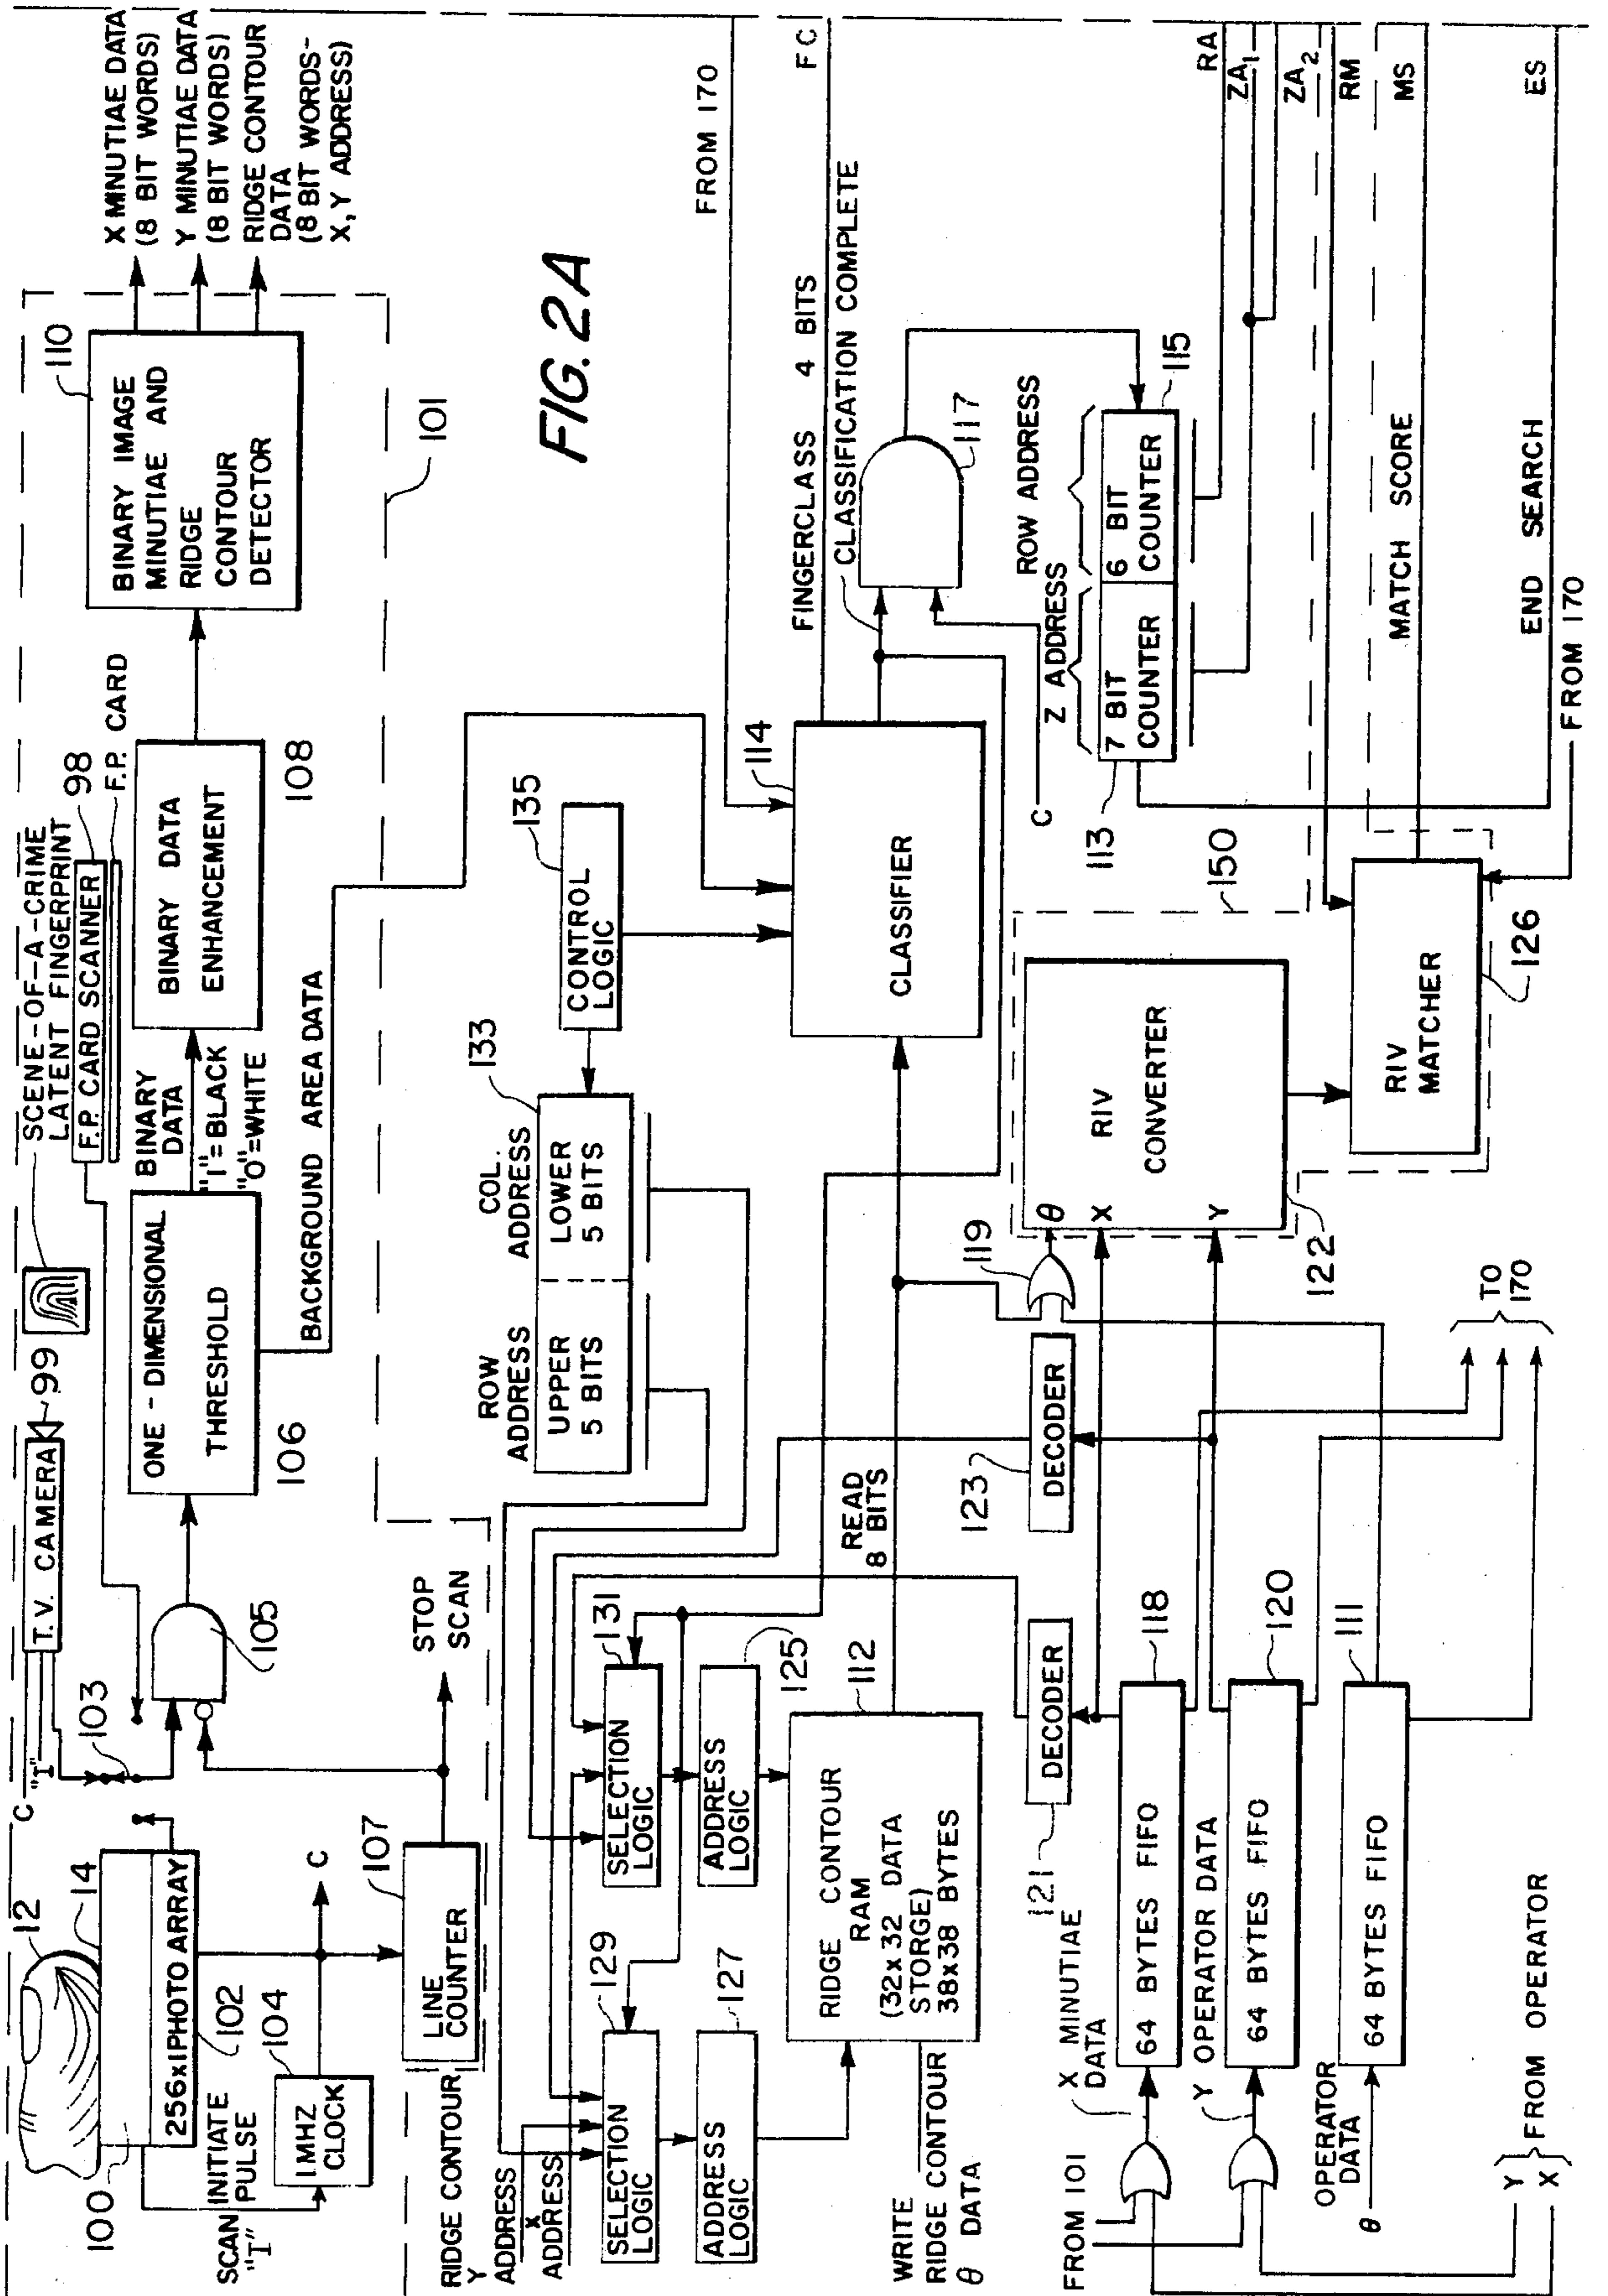 FIG. 2A
12
14
100
256x1 PHOTO ARRAY
102
SCAN INITIATE
PULSE
"I"
104
1 MHZ
CLOCK
C
LINE
COUNTER
107
STOP
SCAN
C
"I"
103
T.V. CAMERA
99
105
SCENE-OF-A-CRIME
LATENT FINGERPRINT
F.P. CARD SCANNER
98
F.P. CARD
ONE-DIMENSIONAL
THRESHOLD
106
BINARY
DATA
"1"=BLACK
"0"=WHITE
BACKGROUND AREA DATA
BINARY DATA
ENHANCEMENT
108
BINARY IMAGE
MINUTIAE AND
RIDGE
CONTOUR
DETECTOR
110
101
X MINUTIAE DATA
(8 BIT WORDS)
Y MINUTIAE DATA
(8 BIT WORDS)
RIDGE CONTOUR
DATA
(8 BIT WORDS-
X,Y ADDRESS)
RIDGE CONTOUR
Y
ADDRESS
X
ADDRESS
SELECTION
LOGIC
129
ADDRESS
LOGIC
127
SELECTION
LOGIC
131
ADDRESS
LOGIC
125
ROW
ADDRESS
COL.
ADDRESS
UPPER
5 BITS
LOWER
5 BITS
133
CONTROL
LOGIC
135
WRITE
RIDGE CONTOUR
θ DATA
RIDGE CONTOUR
RAM
(32x32 DATA
STORGE)
38x38 BYTES
112
READ
8 BITS
CLASSIFIER
114
FROM 170
FINGERCLASS 4 BITS
FC
CLASSIFICATION COMPLETE
117
C
Z ADDRESS
ROW ADDRESS
7 BIT
COUNTER
6 BIT
COUNTER
113
115
RA
ZA1
ZA2
RM
MS
MATCH SCORE
END SEARCH
ES
FROM 170
150
DECODER
121
DECODER
123
119
θ
X
Y
RIV
CONVERTER
122
RIV
MATCHER
126
FROM 101
X MINUTIAE
DATA
64 BYTES FIFO
118
Y OPERATOR DATA
64 BYTES FIFO
120
OPERATOR
DATA
θ
64 BYTES FIFO
111
TO
170
Y
X
FROM OPERATOR